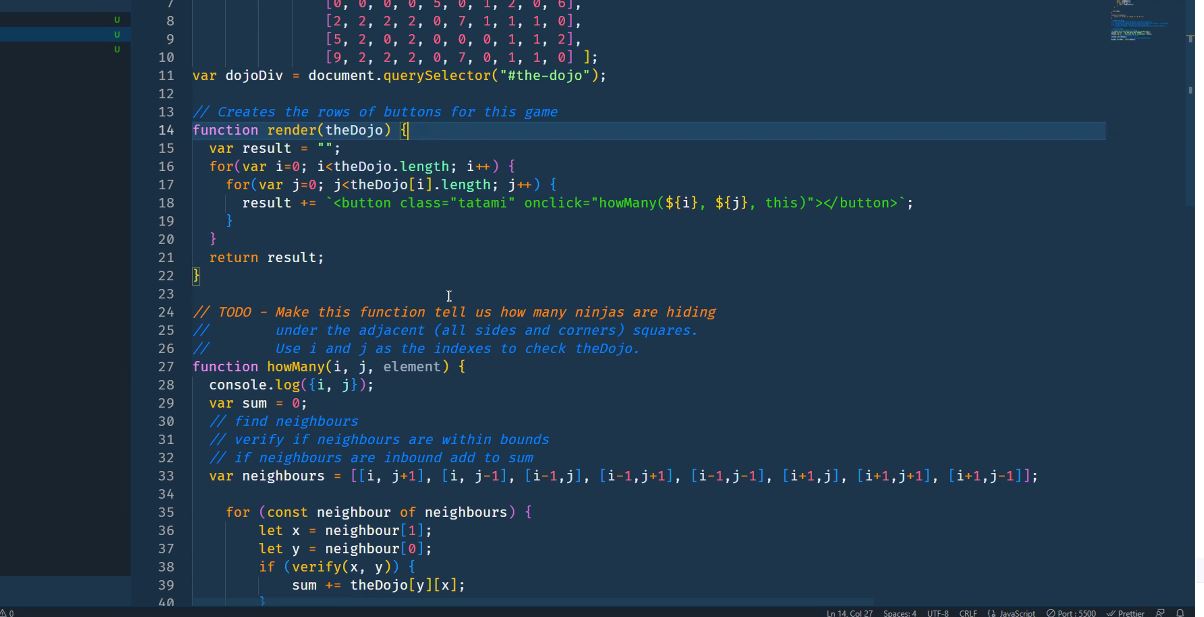 U
U
U
7 [0, 0, 0, 0, 5, 0, 1, 2, 0, 6],
8 [2, 2, 2, 2, 0, 7, 1, 1, 1, 0],
9 [5, 2, 0, 2, 0, 0, 0, 1, 1, 2],
10 [9, 2, 2, 2, 0, 7, 0, 1, 1, 0] ];
11 var dojoDiv = document.querySelector("#the-dojo");
12
13 // Creates the rows of buttons for this game
14 function render(theDojo) {
15 var result = "";
16 for(var i=0; i<theDojo.length; i++) {
17 for(var j=0; j<theDojo[i].length; j++) {
18 result += `<button class="tatami" onclick="howMany(${i}, ${j}, this)"></button>`;
19 }
20 }
21 return result;
22 }
23
24 // TODO - Make this function tell us how many ninjas are hiding
25 // under the adjacent (all sides and corners) squares.
26 // Use i and j as the indexes to check theDojo.
27 function howMany(i, j, element) {
28 console.log({i, j});
29 var sum = 0;
30 // find neighbours
31 // verify if neighbours are within bounds
32 // if neighbours are inbound add to sum
33 var neighbours = [[i, j+1], [i, j-1], [i-1,j], [i-1,j+1], [i-1,j-1], [i+1,j], [i+1,j+1], [i+1,j-1]];
34
35 for (const neighbour of neighbours) {
36 let x = neighbour[1];
37 let y = neighbour[0];
38 if (verify(x, y)) {
39 sum += theDojo[y][x];
40 }
0 Ln 14, Col 27 Spaces: 4 UTF-8 CRLF {} JavaScript Port : 5500 Prettier